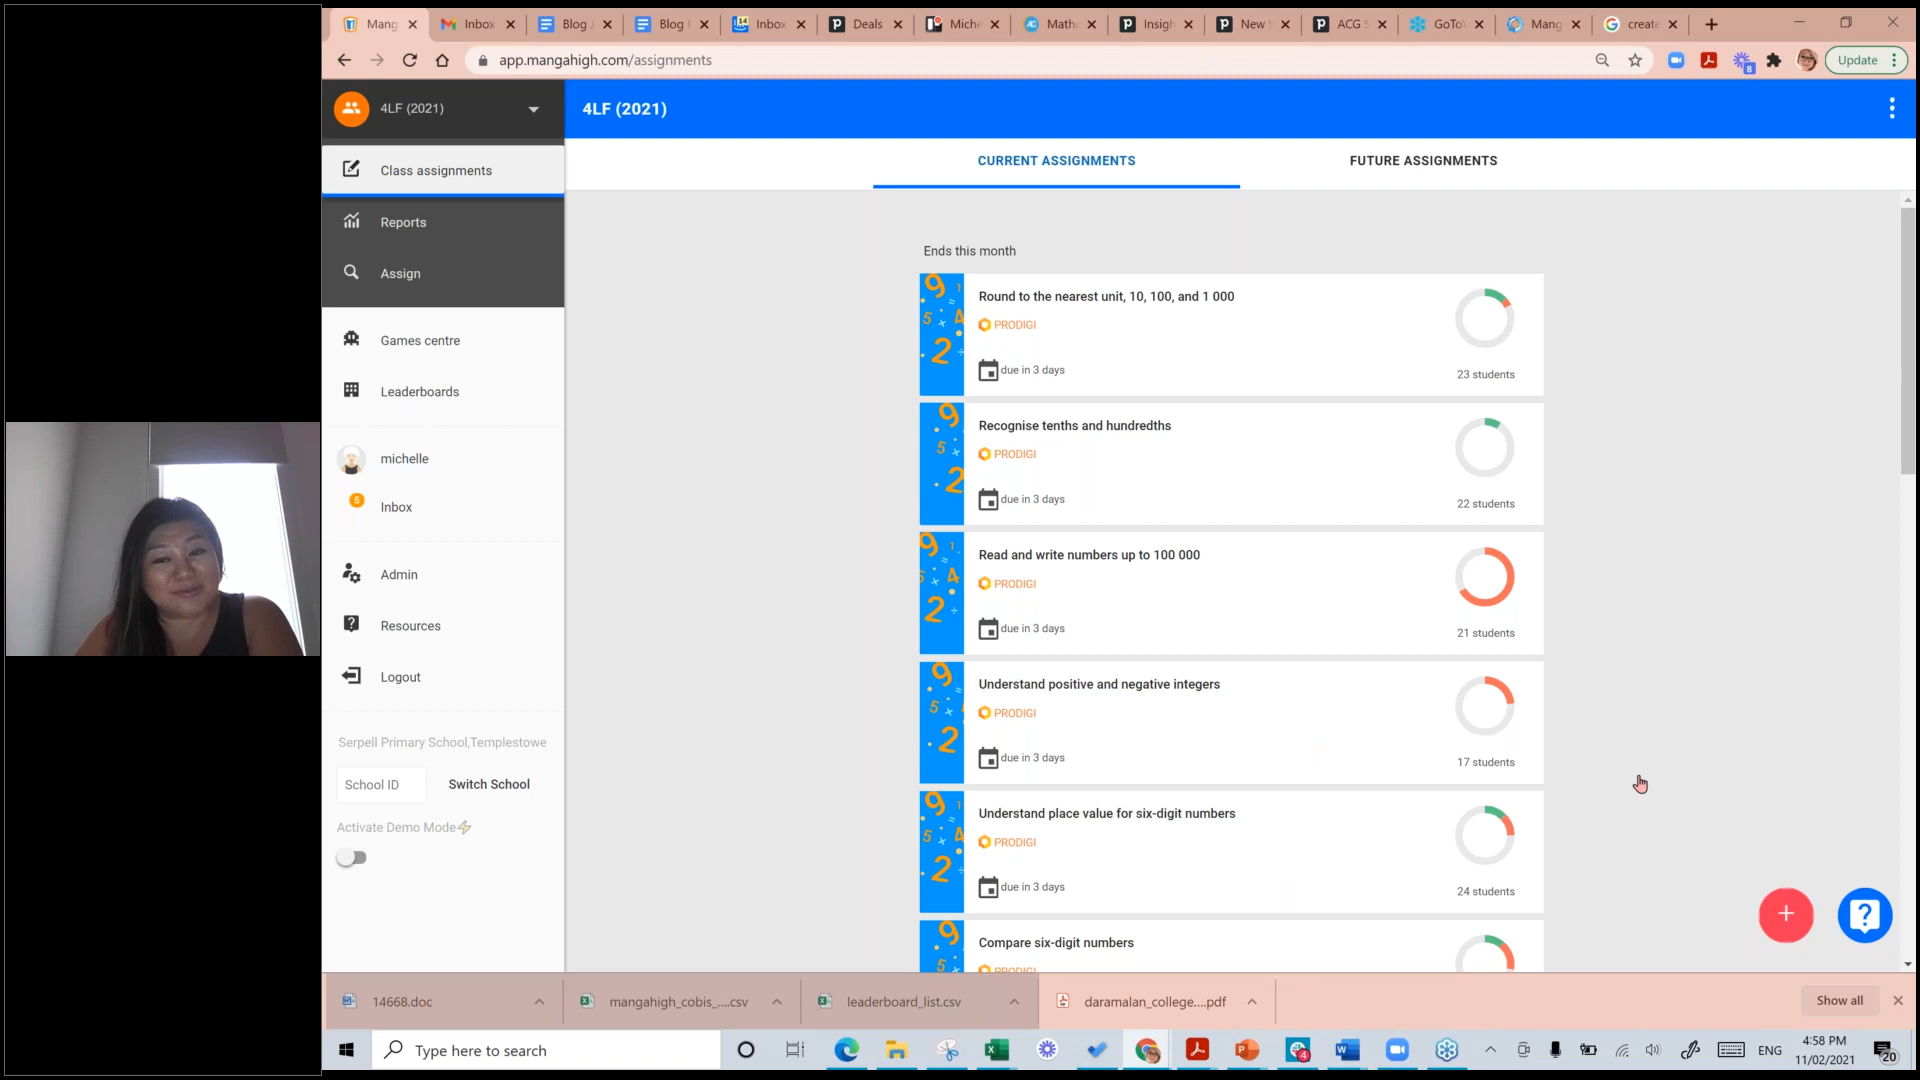 Mang
Inbox
Blog
Blog
Inbox
Deals
Mich
Math
Insigh
New
ACG S
GoTo
Mang
create
app.mangahigh.com/assignments
8
Update
4LF (2021)
4LF (2021)
Class assignments
CURRENT ASSIGNMENTS
FUTURE ASSIGNMENTS
Reports
Assign
Games centre
Leaderboards
michelle
5
Inbox
Admin
Resources
Logout
Serpell Primary School,Templestowe
School ID
Switch School
Activate Demo Mode⚡
Ends this month
Round to the nearest unit, 10, 100, and 1 000
PRODIGI
due in 3 days
23 students
Recognise tenths and hundredths
PRODIGI
due in 3 days
22 students
Read and write numbers up to 100 000
PRODIGI
due in 3 days
21 students
Understand positive and negative integers
PRODIGI
due in 3 days
17 students
Understand place value for six-digit numbers
PRODIGI
due in 3 days
24 students
Compare six-digit numbers
PRODIGI
14668.doc
mangahigh_cobis_....csv
leaderboard_list.csv
daramalan_college....pdf
Show all
Type here to search
4
ENG
4:58 PM
11/02/2021
20